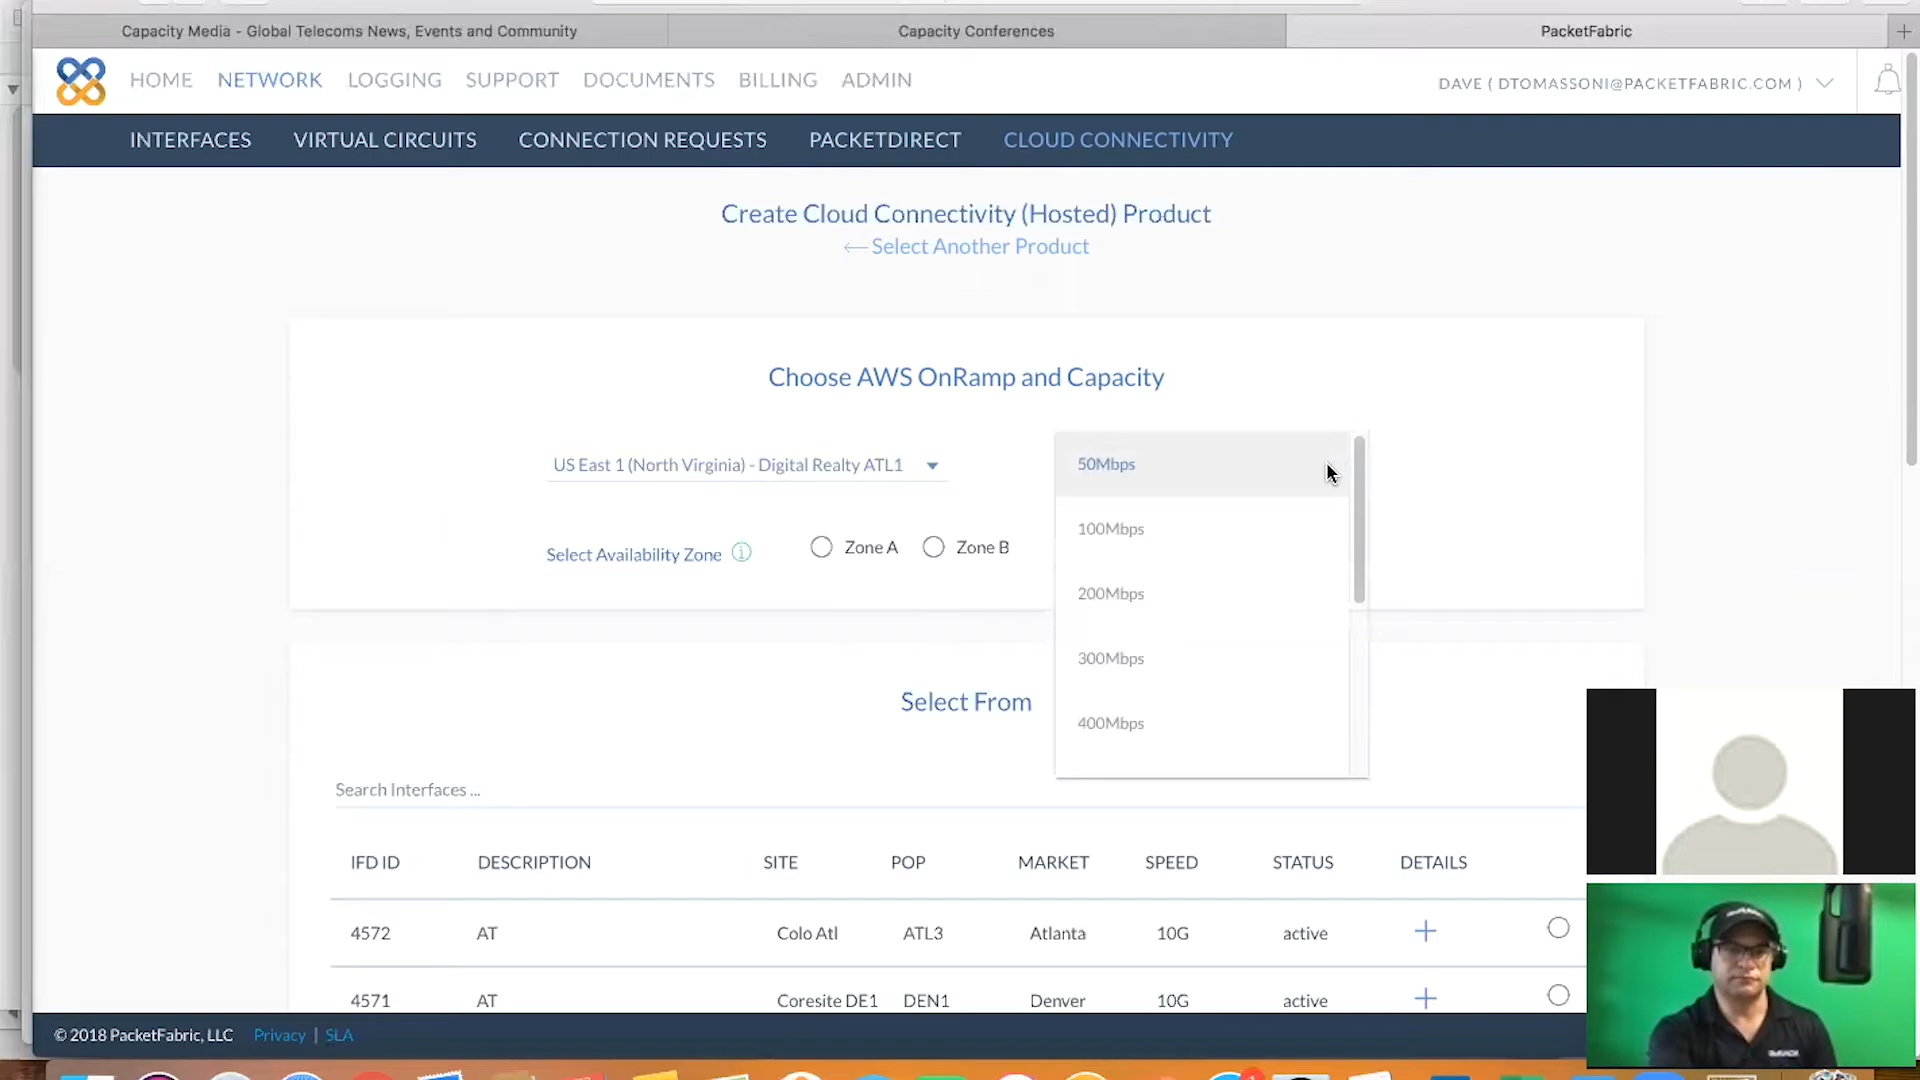 Capacity Media - Global Telecoms News, Events and Community
Capacity Conferences
PacketFabric
HOME NETWORK LOGGING SUPPORT DOCUMENTS BILLING ADMIN
DAVE ( DTOMASSONI@PACKETFABRIC.COM )
INTERFACES VIRTUAL CIRCUITS CONNECTION REQUESTS PACKETDIRECT CLOUD CONNECTIVITY
Create Cloud Connectivity (Hosted) Product
←Select Another Product
Choose AWS OnRamp and Capacity
US East 1 (North Virginia) - Digital Realty ATL1
50Mbps
100Mbps
200Mbps
300Mbps
400Mbps
Select Availability Zone
Zone A
Zone B
Select From
Search Interfaces ...
IFD ID DESCRIPTION SITE POP MARKET SPEED STATUS DETAILS
4572 AT Colo Atl ATL3 Atlanta 10G active
4571 AT Coresite DE1 DEN1 Denver 10G active
© 2018 PacketFabric, LLC Privacy | SLA